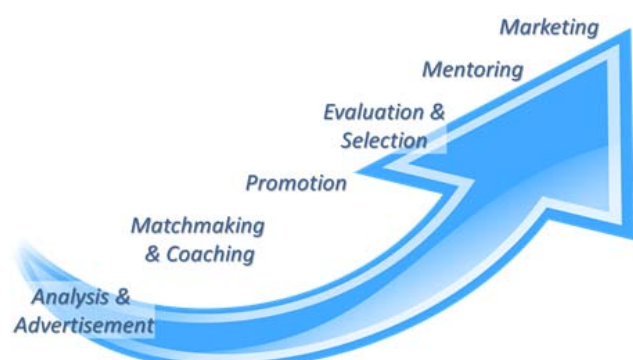 Marketing
Mentoring
Evaluation &
Selection
Promotion
Matchmaking
& Coaching
Analysis &
Advertisement